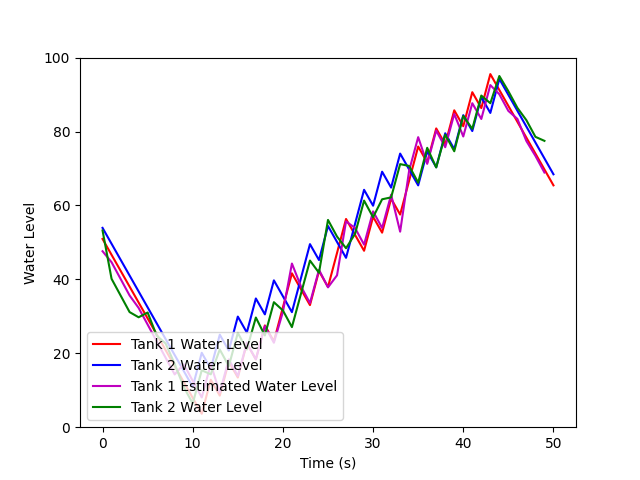 100
80
60
40
20
0
Water Level
Tank 1 Water Level
Tank 2 Water Level
Tank 1 Estimated Water Level
Tank 2 Water Level
0 10 20 30 40 50
Time (s)